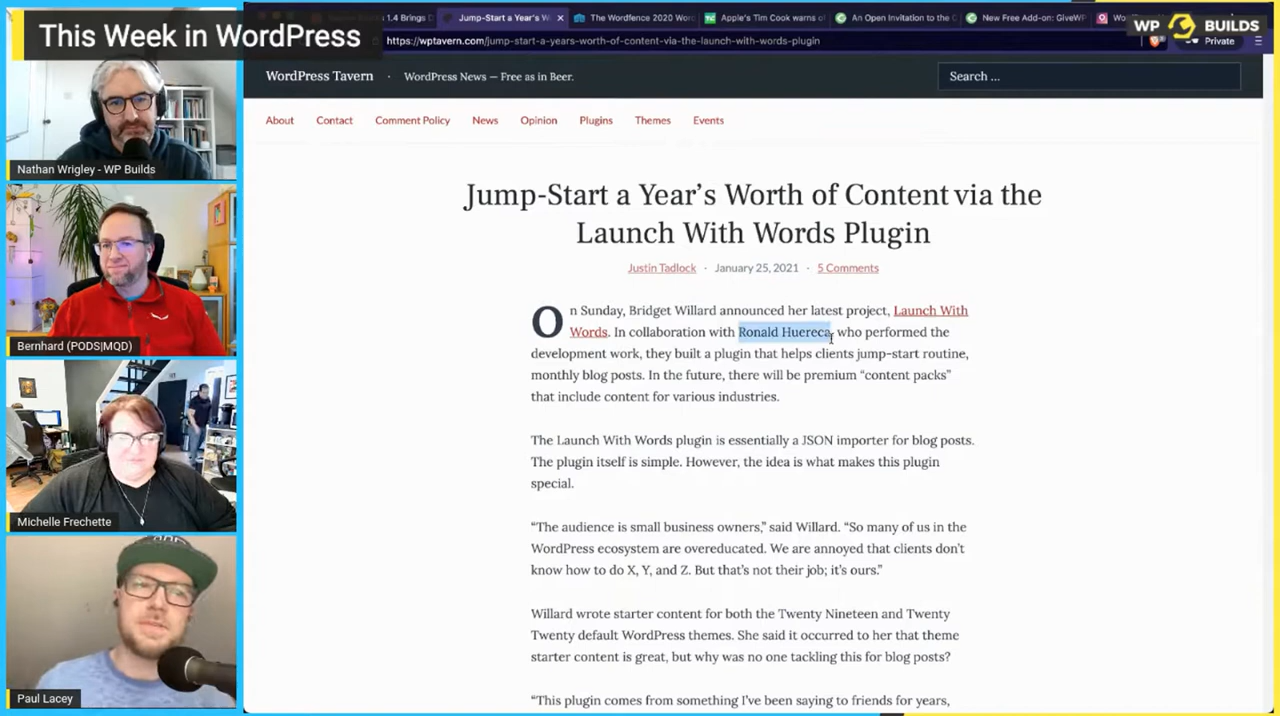 This Week in WordPress
1.4 Brings D
Jump-Start a Year's W
The Wordfence 2020 Wor
Apple's Tim Cook warns of
An Open Invitation to the C
New Free Add-on: GiveWP
WP BUILDS
https://wptavern.com/jump-start-a-years-worth-of-content-via-the-launch-with-words-plugin
Private
WordPress Tavern · WordPress News — Free as in Beer.
Search ...
About Contact Comment Policy News Opinion Plugins Themes Events
Jump-Start a Year's Worth of Content via the
Launch With Words Plugin
Justin Tadlock · January 25, 2021 · 5 Comments
On Sunday, Bridget Willard announced her latest project, Launch With
Words. In collaboration with Ronald Huereca, who performed the
development work, they built a plugin that helps clients jump-start routine,
monthly blog posts. In the future, there will be premium “content packs”
that include content for various industries.
The Launch With Words plugin is essentially a JSON importer for blog posts.
The plugin itself is simple. However, the idea is what makes this plugin
special.
“The audience is small business owners,” said Willard. “So many of us in the
WordPress ecosystem are overeducated. We are annoyed that clients don’t
know how to do X, Y, and Z. But that’s not their job; it’s ours.”
Willard wrote starter content for both the Twenty Nineteen and Twenty
Twenty default WordPress themes. She said it occurred to her that theme
starter content is great, but why was no one tackling this for blog posts?
“This plugin comes from something I’ve been saying to friends for years,
Nathan Wrigley - WP Builds
Bernhard (PODS|MQD)
Michelle Frechette
Paul Lacey